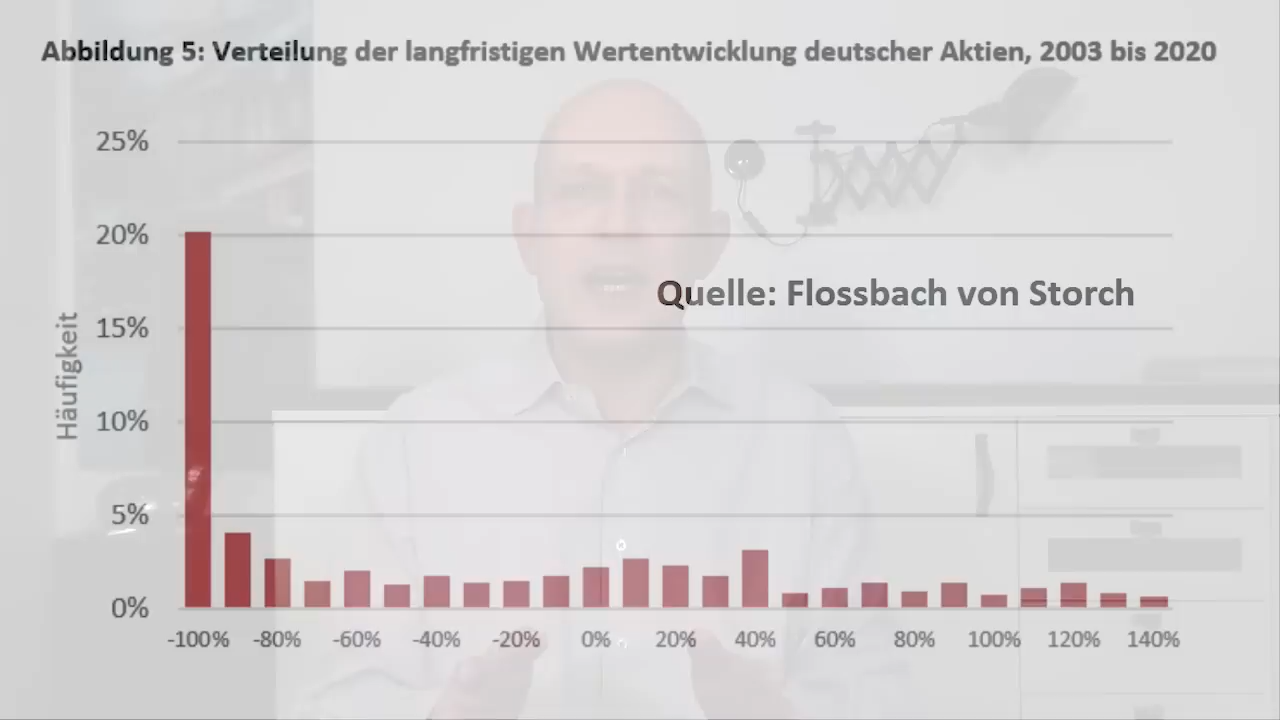 Abbildung 5: Verteilung der langfristigen Wertentwicklung deutscher Aktien, 2003 bis 2020
25%
20%
Quelle: Flossbach von Storch
15%
Häufigkeit
10%
5%
0%
-100% -80% -60% -40% -20% 0% 20% 40% 60% 80% 100% 120% 140%